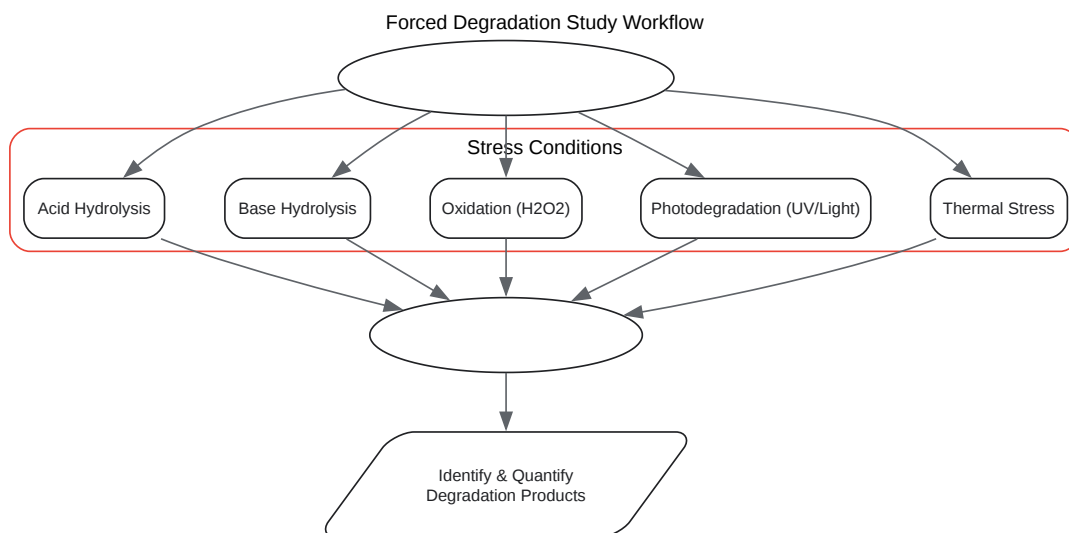 Forced Degradation Study Workflow
Stress Conditions
Acid Hydrolysis
Base Hydrolysis
Oxidation (H2O2)
Photodegradation (UV/Light)
Thermal Stress
Identify & Quantify
Degradation Products